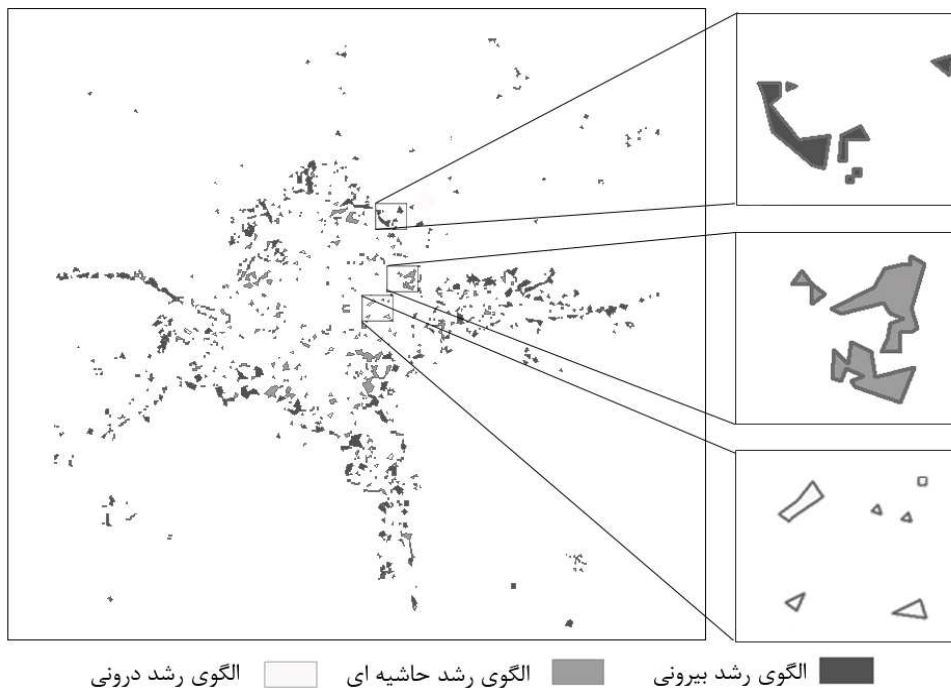 الگوی رشد بیرونی
الگوی رشد حاشیه ای
الگوی رشد درونی